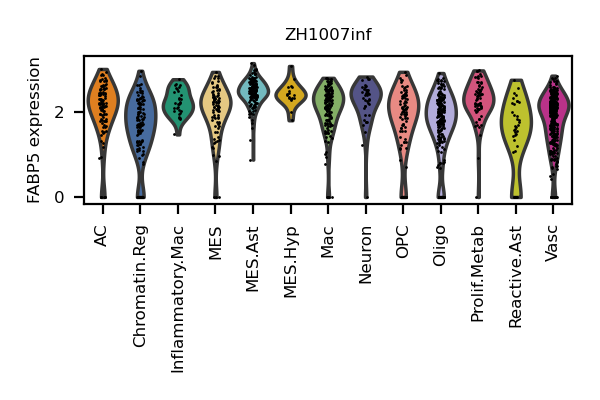 ZH1007inf
FABP5 expression
2
0
AC
Chromatin.Reg
Inflammatory.Mac
MES
MES.Ast
MES.Hyp
Mac
Neuron
OPC
Oligo
Prolif.Metab
Reactive.Ast
Vasc